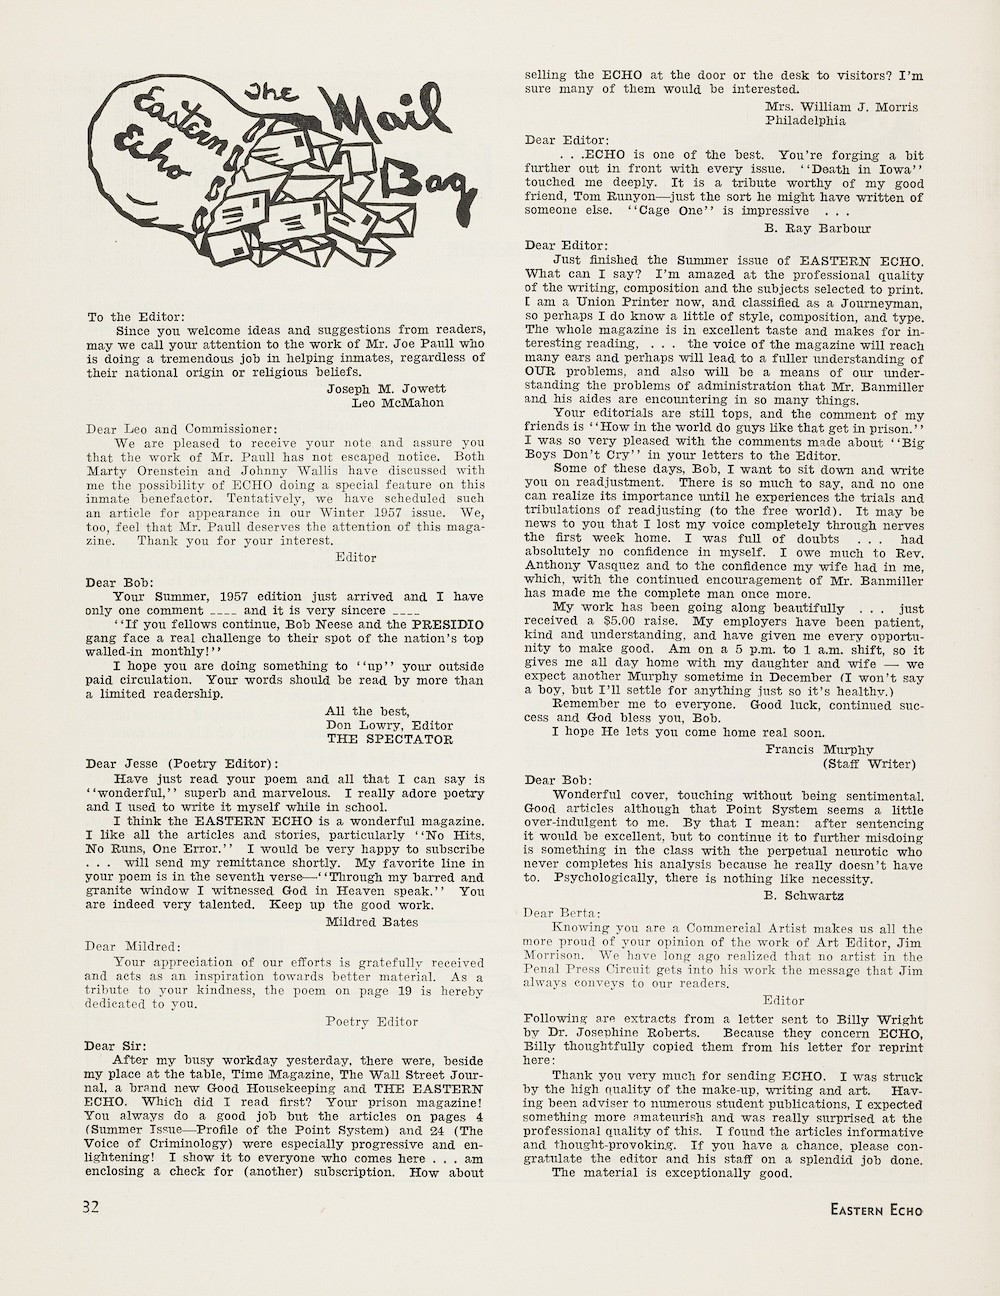 The Mail Bag
Eastern Echo
To the Editor:
Since you welcome ideas and suggestions from readers,
may we call your attention to the work of Mr. Joe Paull who
is doing a tremendous job in helping inmates, regardless of
their national origin or religious beliefs.
Joseph M. Jowett
Leo McMahon
Dear Leo and Commissioner:
We are pleased to receive your note and assure you
that the work of Mr. Paull has not escaped notice. Both
Marty Orenstein and Johnny Wallis have discussed with
me the possibility of ECHO doing a special feature on this
inmate benefactor. Tentatively, we have scheduled such
an article for appearance in our Winter 1957 issue. We,
too, feel that Mr. Paull deserves the attention of this maga-
zine. Thank you for your interest.
Editor
Dear Bob:
Your Summer, 1957 edition just arrived and I have
only one comment ____ and it is very sincere ____
"If you fellows continue, Bob Neese and the PRESIDIO
gang face a real challenge to their spot of the nation's top
walled-in monthly!"
I hope you are doing something to "up" your outside
paid circulation. Your words should be read by more than
a limited readership.
All the best,
Don Lowry, Editor
THE SPECTATOR
Dear Jesse (Poetry Editor):
Have just read your poem and all that I can say is
"wonderful," superb and marvelous. I really adore poetry
and I used to write it myself while in school.
I think the EASTERN ECHO is a wonderful magazine.
I like all the articles and stories, particularly "No Hits,
No Runs, One Error." I would be very happy to subscribe
. . . will send my remittance shortly. My favorite line in
your poem is in the seventh verse—"Through my barred and
granite window I witnessed God in Heaven speak." You
are indeed very talented. Keep up the good work.
Mildred Bates
Dear Mildred:
Your appreciation of our efforts is gratefully received
and acts as an inspiration towards better material. As a
tribute to your kindness, the poem on page 19 is hereby
dedicated to you.
Poetry Editor
Dear Sir:
After my busy workday yesterday, there were, beside
my place at the table, Time Magazine, The Wall Street Jour-
nal, a brand new Good Housekeeping and THE EASTERN
ECHO. Which did I read first? Your prison magazine!
You always do a good job but the articles on pages 4
(Summer Issue—Profile of the Point System) and 24 (The
Voice of Criminology) were especially progressive and en-
lightening! I show it to everyone who comes here . . . am
enclosing a check for (another) subscription. How about
selling the ECHO at the door or the desk to visitors? I'm
sure many of them would be interested.
Mrs. William J. Morris
Philadelphia
Dear Editor:
. . .ECHO is one of the best. You're forging a bit
further out in front with every issue. "Death in Iowa"
touched me deeply. It is a tribute worthy of my good
friend, Tom Runyon—just the sort he might have written of
someone else. "Cage One" is impressive . . .
B. Ray Barbour
Dear Editor:
Just finished the Summer issue of EASTERN ECHO.
What can I say? I'm amazed at the professional quality
of the writing, composition and the subjects selected to print.
I am a Union Printer now, and classified as a Journeyman,
so perhaps I do know a little of style, composition, and type.
The whole magazine is in excellent taste and makes for in-
teresting reading, . . . the voice of the magazine will reach
many ears and perhaps will lead to a fuller understanding of
OUR problems, and also will be a means of our under-
standing the problems of administration that Mr. Banmiller
and his aides are encountering in so many things.
Your editorials are still tops, and the comment of my
friends is "How in the world do guys like that get in prison."
I was so very pleased with the comments made about "Big
Boys Don't Cry" in your letters to the Editor.
Some of these days, Bob, I want to sit down and write
you on readjustment. There is so much to say, and no one
can realize its importance until he experiences the trials and
tribulations of readjusting (to the free world). It may be
news to you that I lost my voice completely through nerves
the first week home. I was full of doubts . . . had
absolutely no confidence in myself. I owe much to Rev.
Anthony Vasquez and to the confidence my wife had in me,
which, with the continued encouragement of Mr. Banmiller
has made me the complete man once more.
My work has been going along beautifully . . . just
received a $5.00 raise. My employers have been patient,
kind and understanding, and have given me every opportu-
nity to make good. Am on a 5 p.m. to 1 a.m. shift, so it
gives me all day home with my daughter and wife — we
expect another Murphy sometime in December (I won't say
a boy, but I'll settle for anything just so it's healthy.)
Remember me to everyone. Good luck, continued suc-
cess and God bless you, Bob.
I hope He lets you come home real soon.
Francis Murphy
(Staff Writer)
Dear Bob:
Wonderful cover, touching without being sentimental.
Good articles although that Point System seems a little
over-indulgent to me. By that I mean: after sentencing
it would be excellent, but to continue it to further misdoing
is something in the class with the perpetual neurotic who
never completes his analysis because he really doesn't have
to. Psychologically, there is nothing like necessity.
B. Schwartz
Dear Berta:
Knowing you are a Commercial Artist makes us all the
more proud of your opinion of the work of Art Editor, Jim
Morrison. We have long ago realized that no artist in the
Penal Press Circuit gets into his work the message that Jim
always conveys to our readers.
Editor
Following are extracts from a letter sent to Billy Wright
by Dr. Josephine Roberts. Because they concern ECHO,
Billy thoughtfully copied them from his letter for reprint
here:
Thank you very much for sending ECHO. I was struck
by the high quality of the make-up, writing and art. Hav-
ing been adviser to numerous student publications, I expected
something more amateurish and was really surprised at the
professional quality of this. I found the articles informative
and thought-provoking. If you have a chance, please con-
gratulate the editor and his staff on a splendid job done.
The material is exceptionally good.
32
EASTERN ECHO